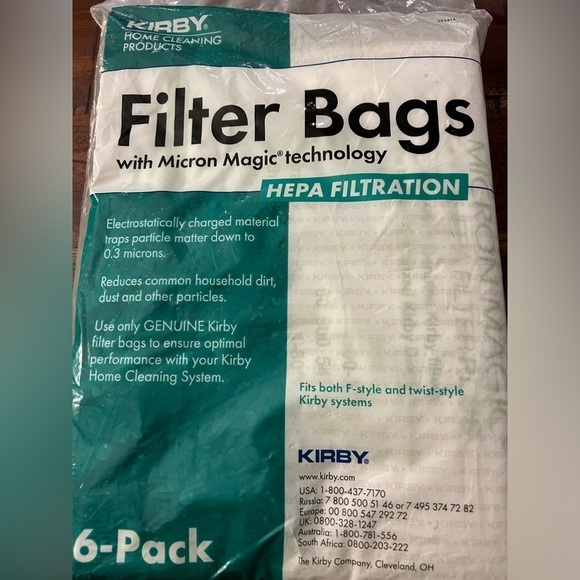 KIRBY®
HOME CLEANING
PRODUCTS
Filter Bags
with Micron Magic® technology
HEPA FILTRATION
Electrostatically charged material
traps particle matter down to
0.3 microns.
Reduces common household dirt,
dust and other particles.
Use only GENUINE Kirby
filter bags to ensure optimal
performance with your Kirby
Home Cleaning System.
Fits both F-style and twist-style
Kirby systems
KIRBY®
www.kirby.com
USA: 1-800-437-7170
Russia: 7 800 500 51 46 or 7 495 374 72 82
Europe: 00 800 547 292 72
UK: 0800-328-1247
Australia: 1-800-781-556
South Africa: 0800-203-222
The Kirby Company, Cleveland, OH
6-Pack